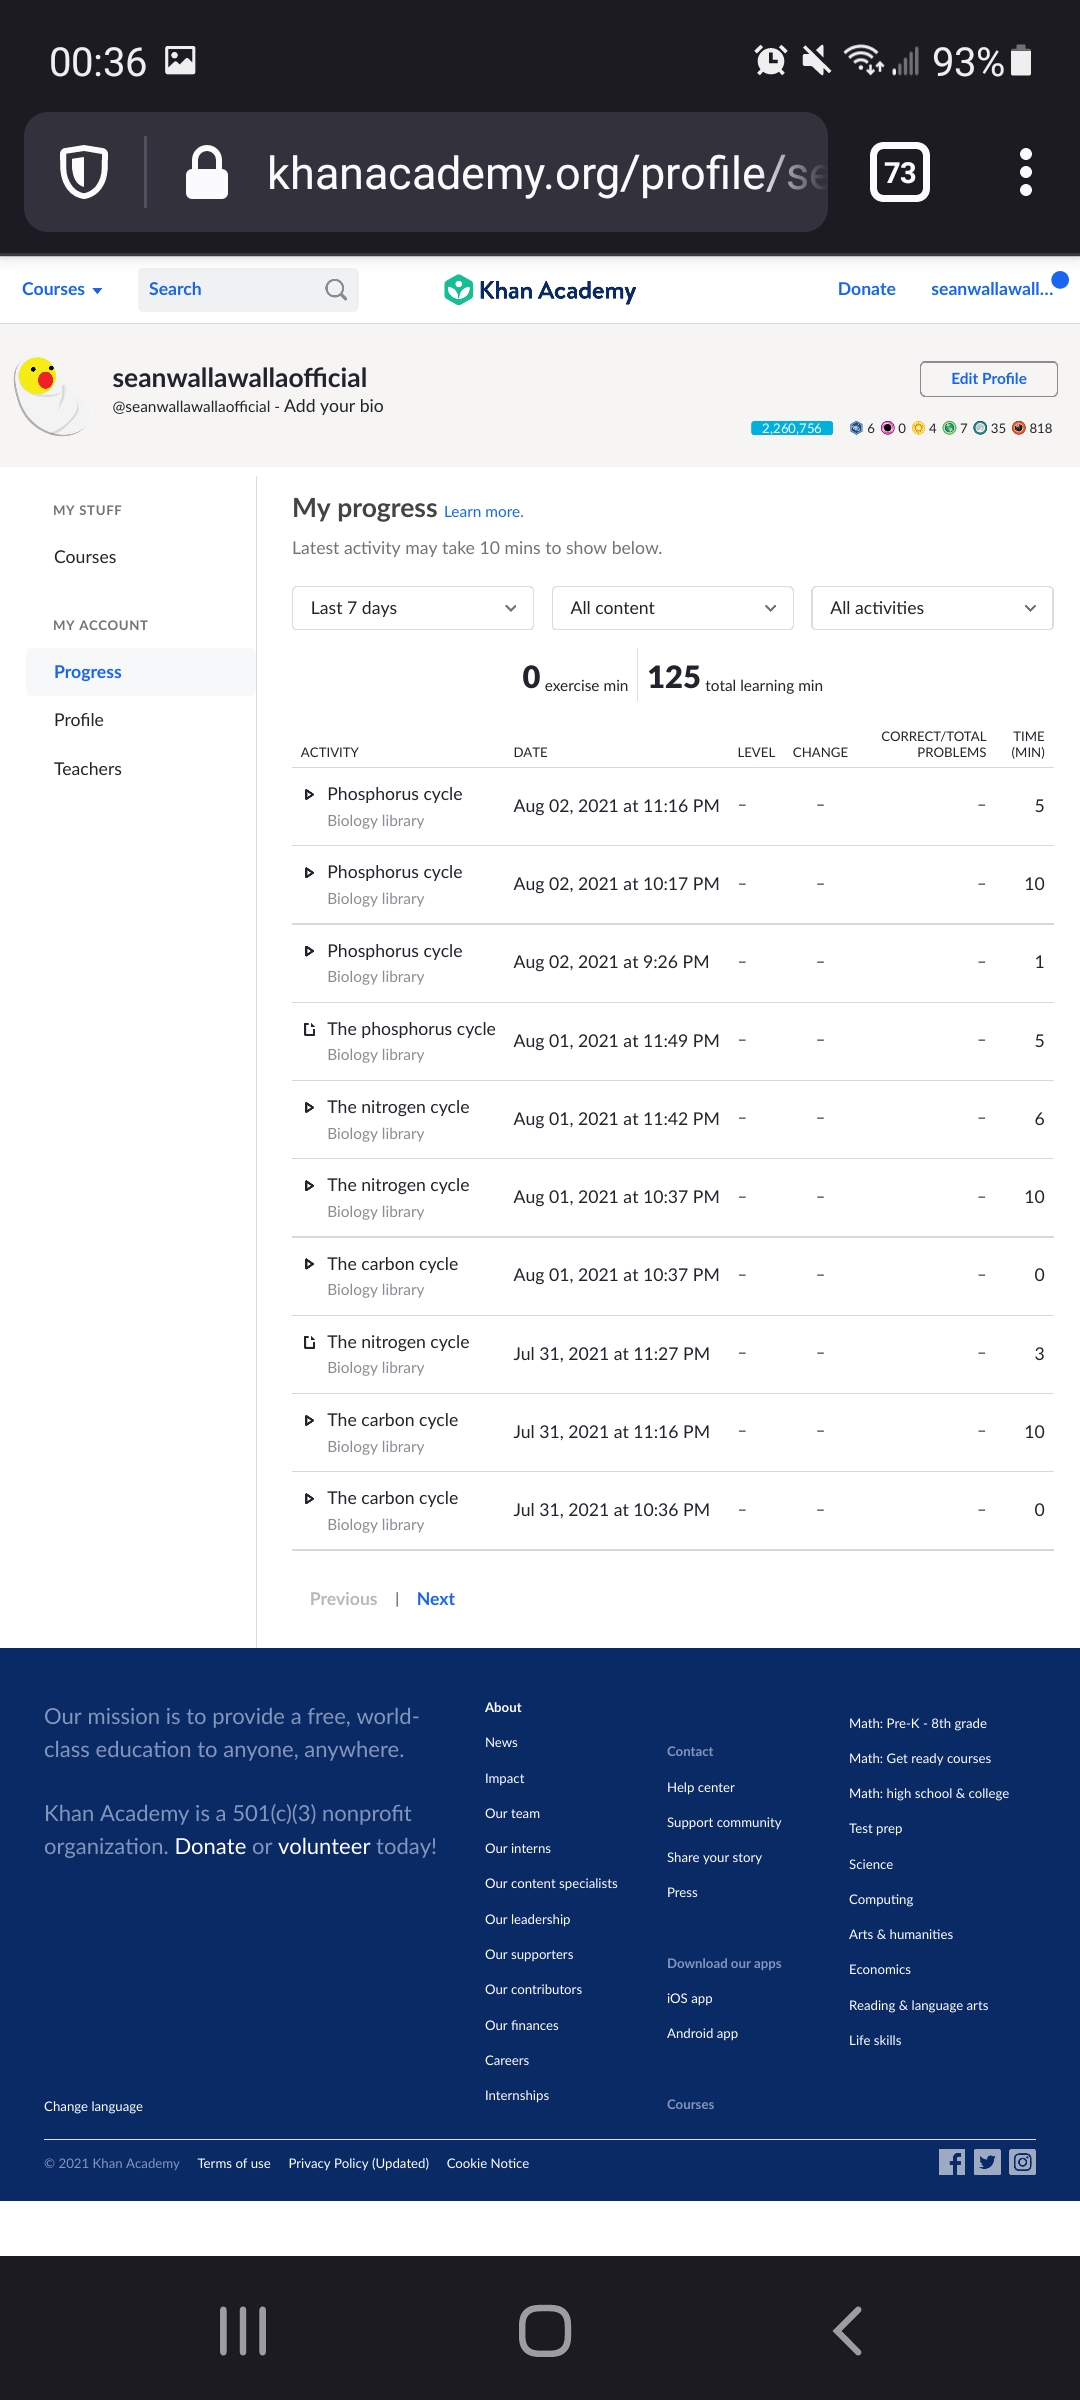 00:36
93%
khanacademy.org/profile/se
73
Courses
Search
Khan Academy
Donate
seanwallawall...
seanwallawallaofficial
@seanwallawallaofficial - Add your bio
Edit Profile
2,260,756
6
0
4
7
35
818
MY STUFF
Courses
MY ACCOUNT
Progress
Profile
Teachers
My progress Learn more.
Latest activity may take 10 mins to show below.
Last 7 days
All content
All activities
0 exercise min
125 total learning min
ACTIVITY DATE LEVEL CHANGE CORRECT/TOTAL PROBLEMS TIME (MIN)
Phosphorus cycle
Biology library
Aug 02, 2021 at 11:16 PM – – – 5
Phosphorus cycle
Biology library
Aug 02, 2021 at 10:17 PM – – – 10
Phosphorus cycle
Biology library
Aug 02, 2021 at 9:26 PM – – – 1
The phosphorus cycle
Biology library
Aug 01, 2021 at 11:49 PM – – – 5
The nitrogen cycle
Biology library
Aug 01, 2021 at 11:42 PM – – – 6
The nitrogen cycle
Biology library
Aug 01, 2021 at 10:37 PM – – – 10
The carbon cycle
Biology library
Aug 01, 2021 at 10:37 PM – – – 0
The nitrogen cycle
Biology library
Jul 31, 2021 at 11:27 PM – – – 3
The carbon cycle
Biology library
Jul 31, 2021 at 11:16 PM – – – 10
The carbon cycle
Biology library
Jul 31, 2021 at 10:36 PM – – – 0
Previous | Next
Our mission is to provide a free, world-
class education to anyone, anywhere.
Khan Academy is a 501(c)(3) nonprofit
organization. Donate or volunteer today!
Change language
About
News
Impact
Our team
Our interns
Our content specialists
Our leadership
Our supporters
Our contributors
Our finances
Careers
Internships
Contact
Help center
Support community
Share your story
Press
Download our apps
iOS app
Android app
Courses
Math: Pre-K - 8th grade
Math: Get ready courses
Math: high school & college
Test prep
Science
Computing
Arts & humanities
Economics
Reading & language arts
Life skills
© 2021 Khan Academy
Terms of use
Privacy Policy (Updated)
Cookie Notice